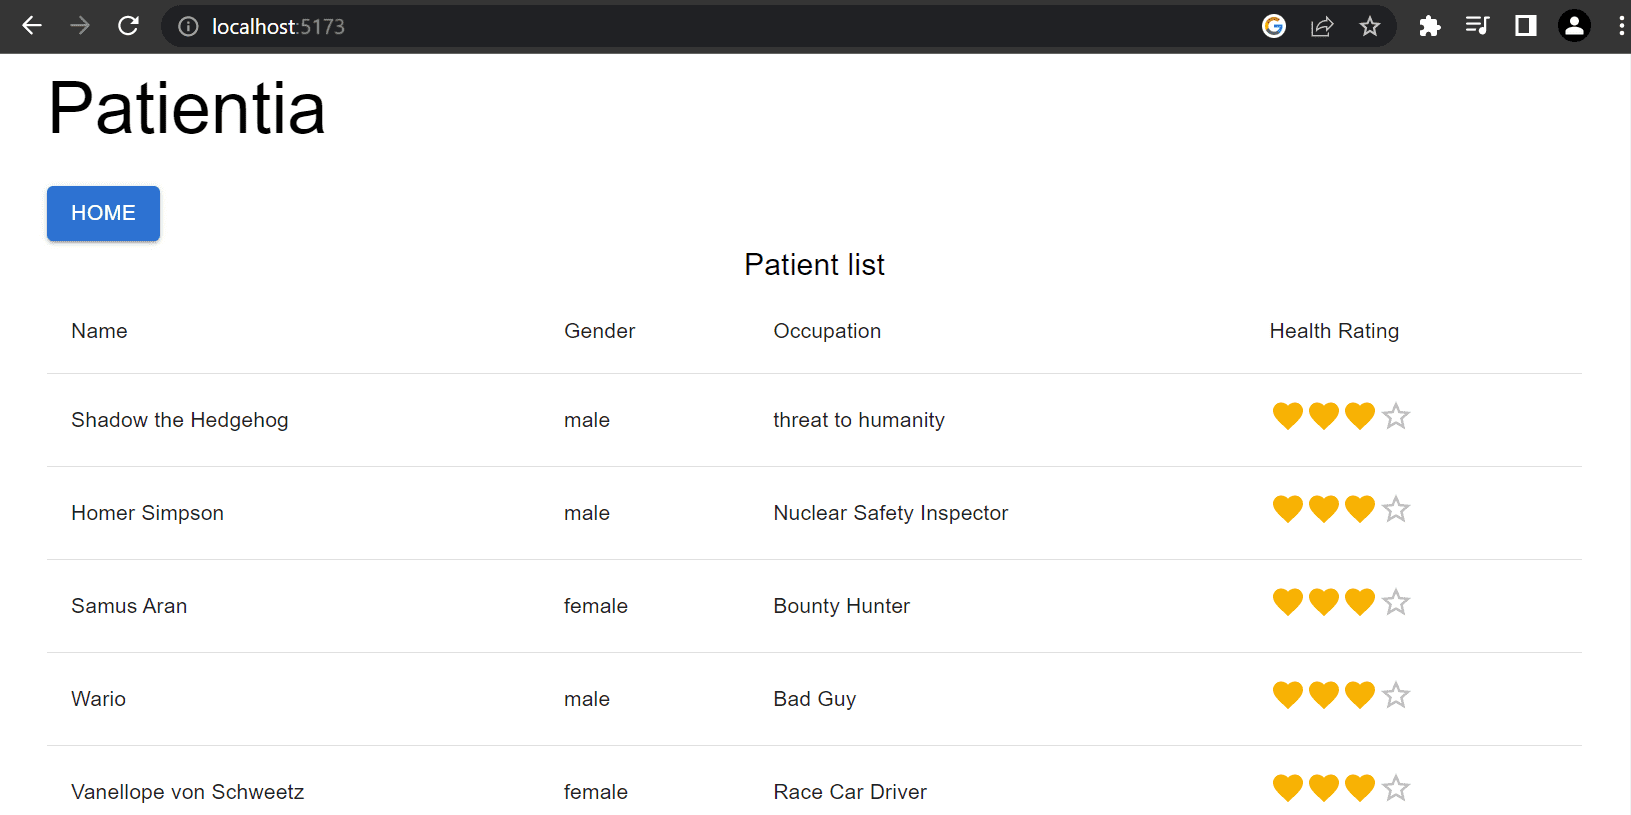 localhost:5173
Patientia
HOME
Patient list
Name Gender Occupation Health Rating
Shadow the Hedgehog male threat to humanity
Homer Simpson male Nuclear Safety Inspector
Samus Aran female Bounty Hunter
Wario male Bad Guy
Vanellope von Schweetz female Race Car Driver